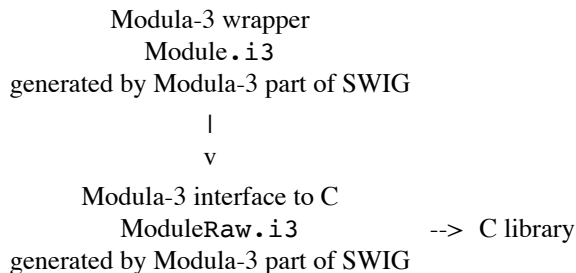 Modula-3 wrapper
Module.i3
generated by Modula-3 part of SWIG
|
v
Modula-3 interface to C
ModuleRaw.i3 --> C library
generated by Modula-3 part of SWIG